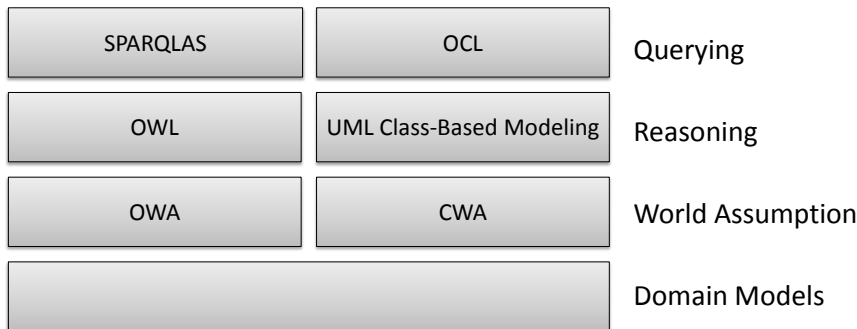 SPARQLAS OCL Querying
OWL UML Class-Based Modeling Reasoning
OWA CWA World Assumption
Domain Models